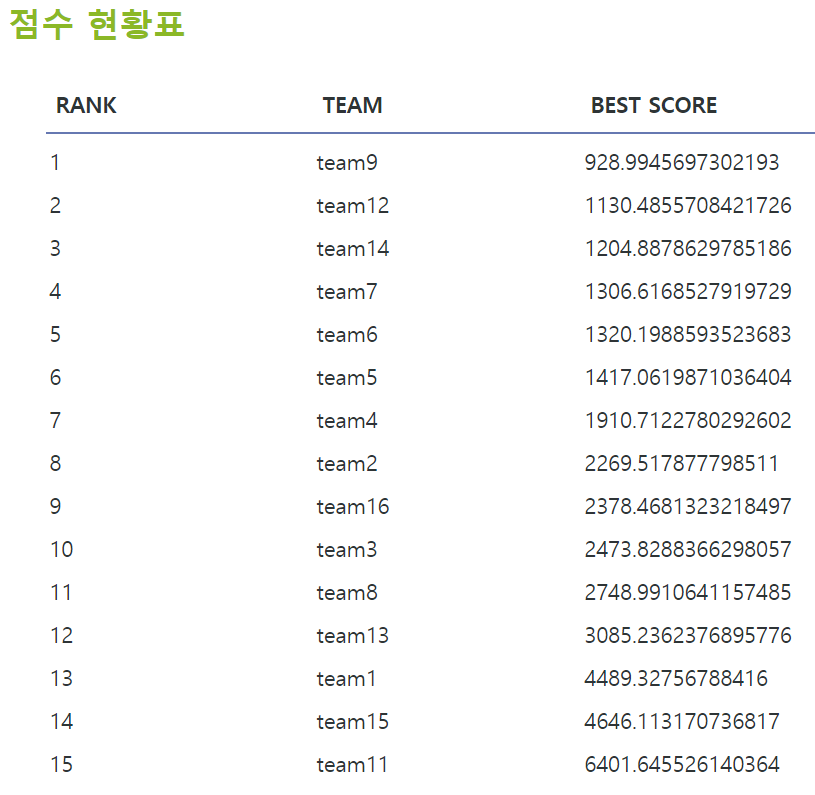 점수 현황표
RANK TEAM BEST SCORE
1 team9 928.9945697302193
2 team12 1130.4855708421726
3 team14 1204.8878629785186
4 team7 1306.6168527919729
5 team6 1320.1988593523683
6 team5 1417.0619871036404
7 team4 1910.7122780292602
8 team2 2269.517877798511
9 team16 2378.4681323218497
10 team3 2473.8288366298057
11 team8 2748.9910641157485
12 team13 3085.2362376895776
13 team1 4489.32756788416
14 team15 4646.113170736817
15 team11 6401.645526140364